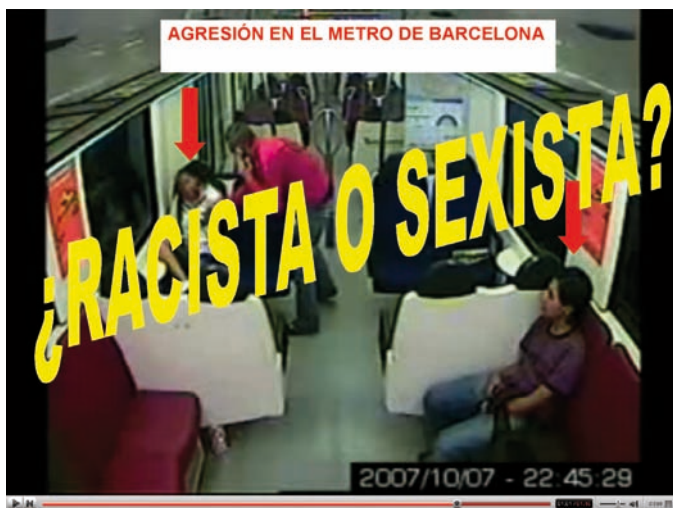 AGRESIÓN EN EL METRO DE BARCELONA
¿RACISTA O SEXISTA?
2007/10/07 - 22:45:29